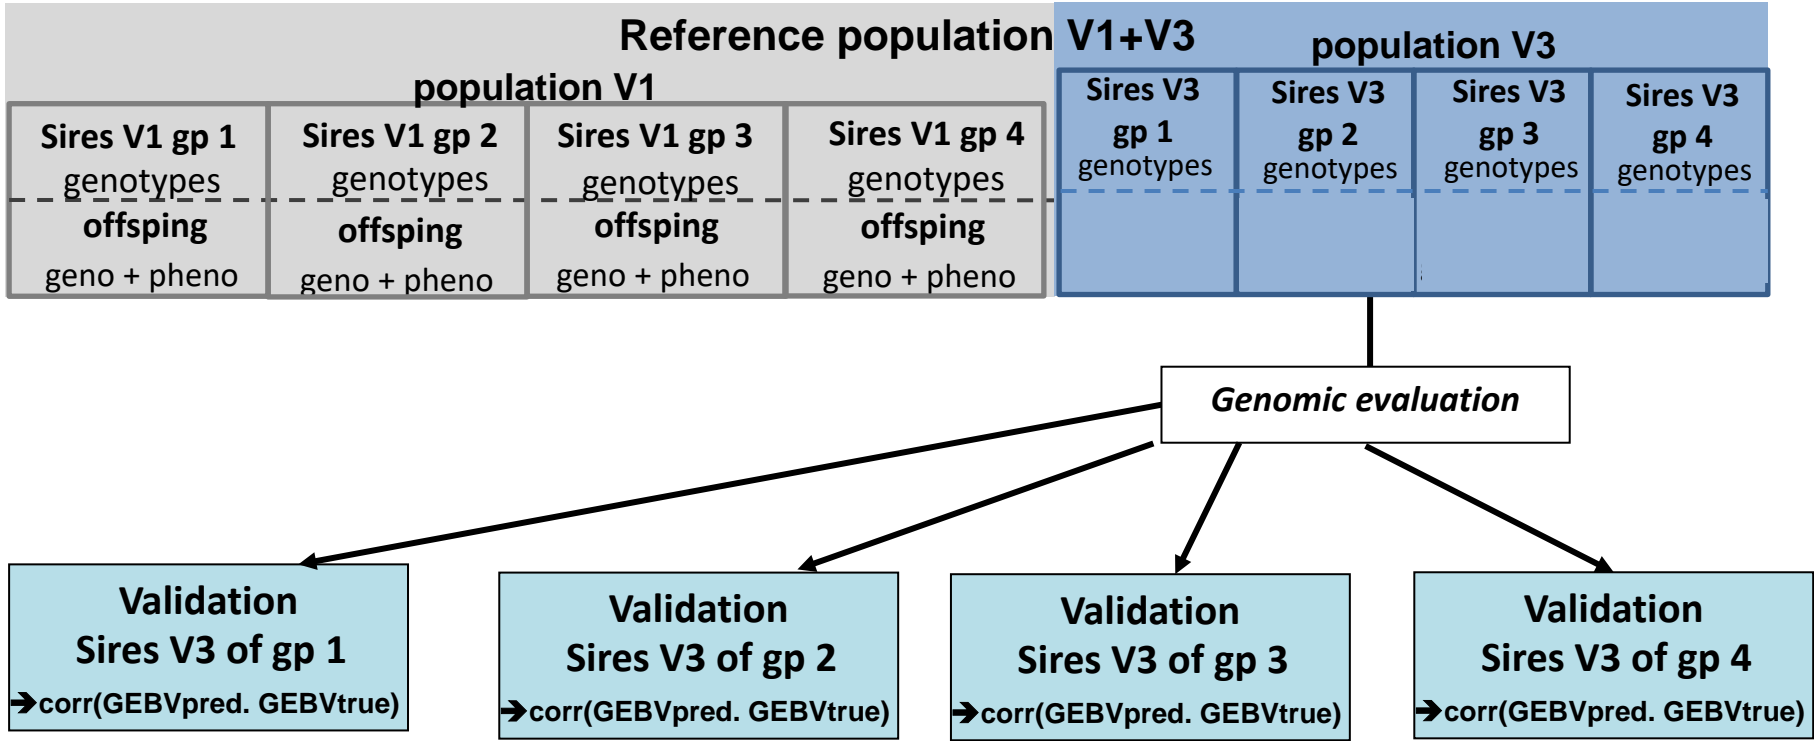 Reference population V1+V3
population V3
population V1
Sires V1 gp 1
genotypes
offsping
geno + pheno
Sires V1 gp 2
genotypes
offsping
geno + pheno
Sires V1 gp 3
genotypes
offsping
geno + pheno
Sires V1 gp 4
genotypes
offsping
geno + pheno
Sires V3
gp 1
genotypes
Sires V3
gp 2
genotypes
Sires V3
gp 3
genotypes
Sires V3
gp 4
genotypes
Genomic evaluation
Validation
Sires V3 of gp 1
➔corr(GEBVpred. GEBVtrue)
Validation
Sires V3 of gp 2
➔corr(GEBVpred. GEBVtrue)
Validation
Sires V3 of gp 3
➔corr(GEBVpred. GEBVtrue)
Validation
Sires V3 of gp 4
➔corr(GEBVpred. GEBVtrue)